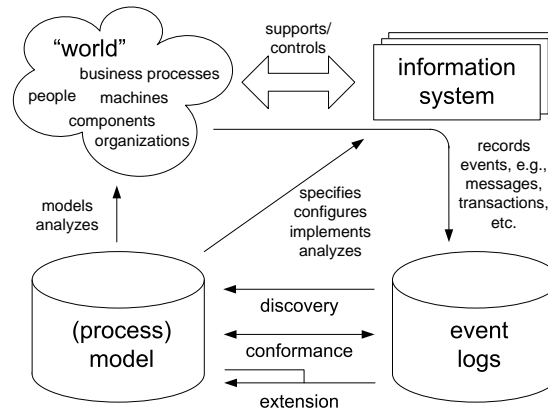 “world”
business processes
people machines
components
organizations
supports/
controls
information
system
records
events, e.g.,
messages,
transactions,
etc.
models
analyzes
specifies
configures
implements
analyzes
(process)
model
discovery
conformance
extension
event
logs